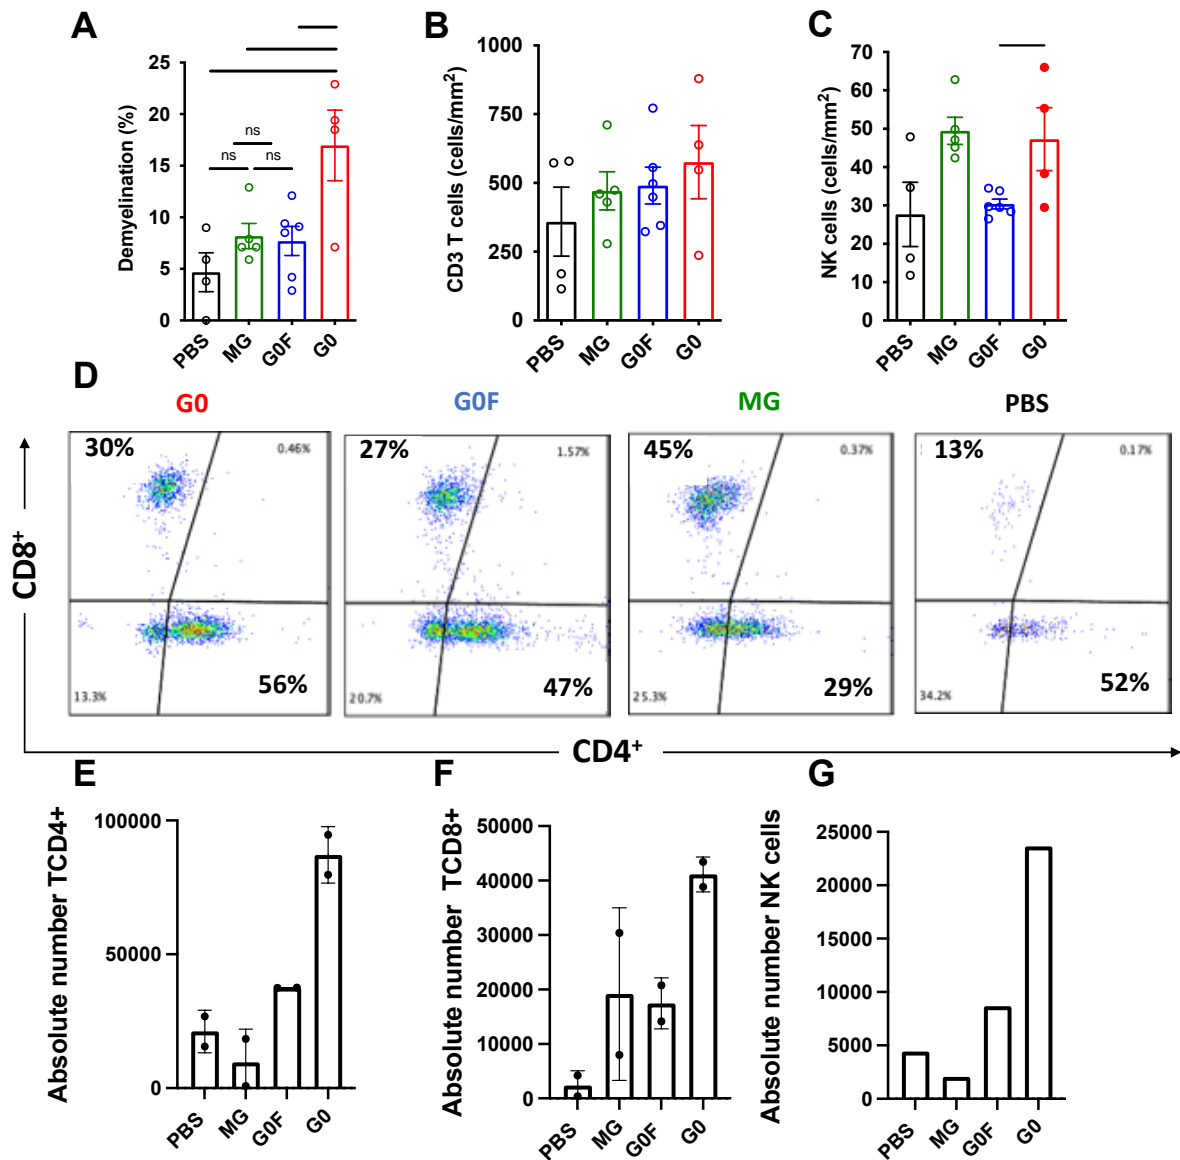 A
Demyelination (%)
25
20
15
10
5
0
ns
ns
ns
PBS
MG
G0F
G0
B
CD3 T cells (cells/mm²)
1000
750
500
250
0
PBS
MG
G0F
G0
C
NK cells (cells/mm²)
70
60
50
40
30
20
10
0
PBS
MG
G0F
G0
D
G0
G0F
MG
PBS
CD8⁺
30%
0.46%
13.3%
56%
27%
1.57%
20.7%
47%
45%
0.37%
25.3%
29%
13%
0.17%
34.2%
52%
CD4⁺
E
Absolute number TCD4+
100000
50000
0
PBS
MG
G0F
G0
F
Absolute number TCD8+
50000
40000
30000
20000
10000
0
PBS
MG
G0F
G0
G
Absolute number NK cells
25000
20000
15000
10000
5000
0
PBS
MG
G0F
G0